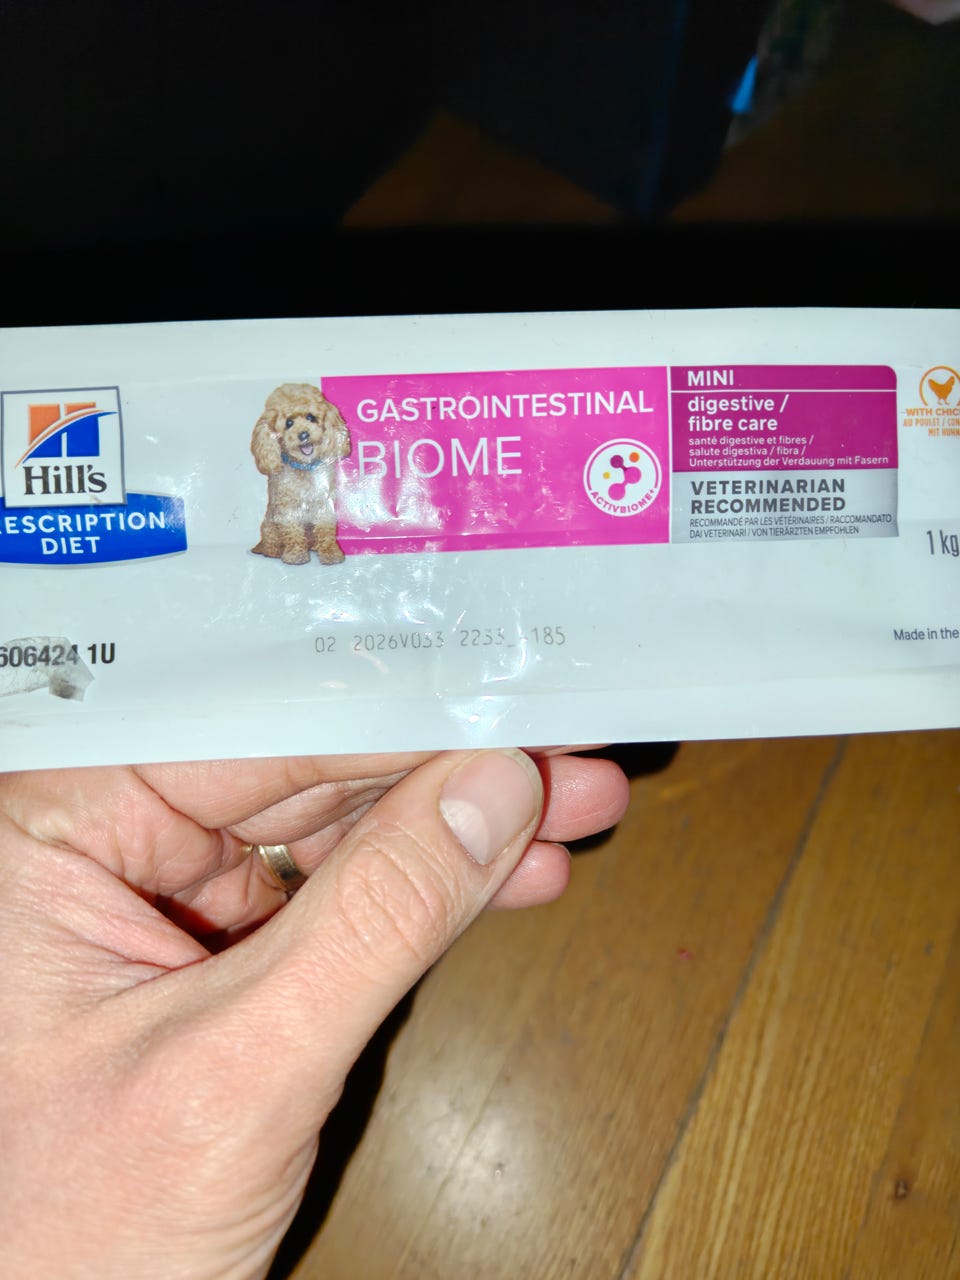 Hill's
ESCRIPTION
DIET
GASTROINTESTINAL
BIOME
ACTIVBIOME+
MINI
digestive /
fibre care
santé digestive et fibres /
salute digestiva / fibra /
Unterstützung der Verdauung mit Fasern
VETERINARIAN
RECOMMENDED
RECOMMANDÉ PAR LES VÉTÉRINAIRES / RACCOMANDATO
DAI VETERINARI / VON TIERÄRZTEN EMPFOHLEN
WITH CHIC
AU POULET / CON
MIT HUHN
1 kg
606424 1U
02 2026V033 2233 185
Made in the